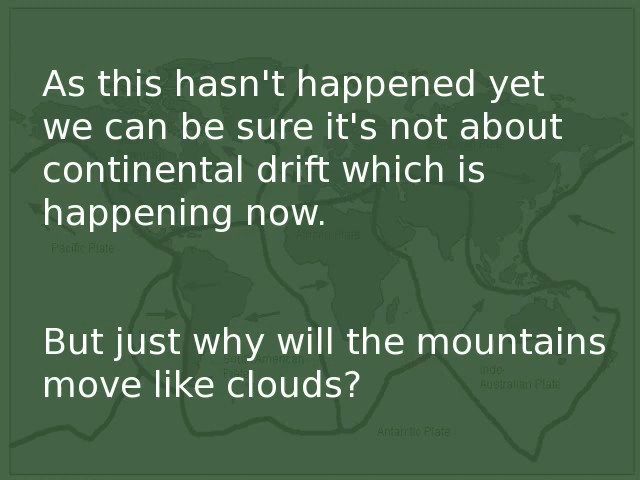 As this hasn't happened yet
we can be sure it's not about
continental drift which is
happening now.
Pacific Plate
But just why will the mountains
move like clouds?
Indo-
Australian Plate
Antarctic Plate